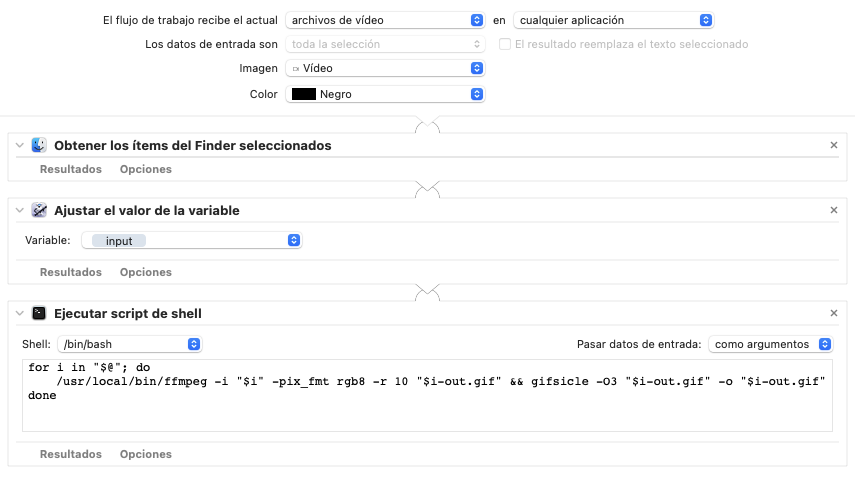 El flujo de trabajo recibe el actual archivos de vídeo en cualquier aplicación
Los datos de entrada son toda la selección El resultado reemplaza el texto seleccionado
Imagen Vídeo
Color Negro
Obtener los ítems del Finder seleccionados
Resultados Opciones
Ajustar el valor de la variable
Variable: input
Resultados Opciones
Ejecutar script de shell
Shell: /bin/bash Pasar datos de entrada: como argumentos
for i in "$@"; do
/usr/local/bin/ffmpeg -i "$i" -pix_fmt rgb8 -r 10 "$i-out.gif" && gifsicle -O3 "$i-out.gif" -o "$i-out.gif"
done
Resultados Opciones